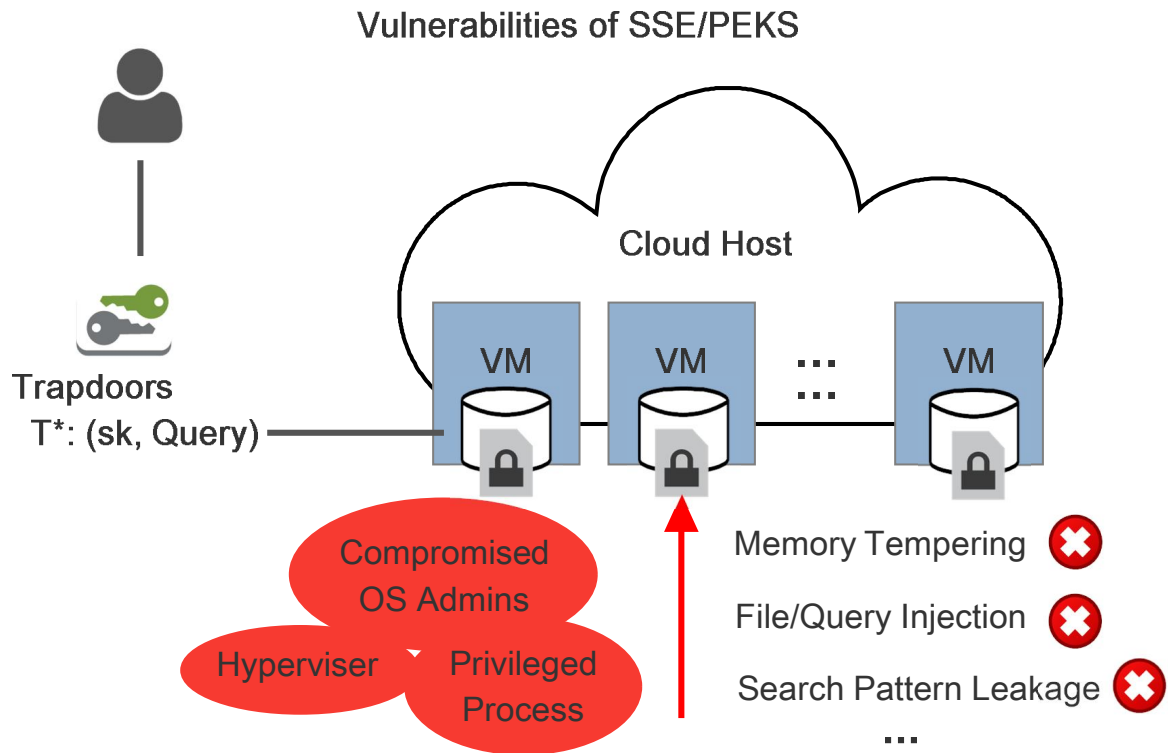 Vulnerabilities of SSE/PEKS
Cloud Host
VM
VM
...
...
VM
Trapdoors
T*: (sk, Query)
Compromised
OS Admins
Hyperviser
Privileged
Process
Memory Tempering
File/Query Injection
Search Pattern Leakage
...